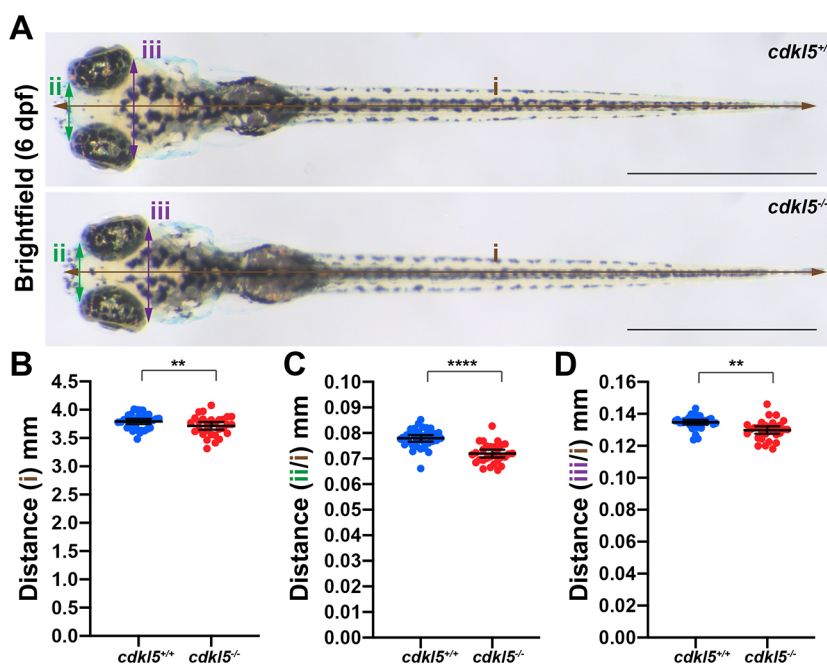 A
Brightfield (6 dpf)
iii
ii
i
cdkl5+/
iii
ii
i
cdkl5-/-
B
Distance (i) mm
4.5
4.0
3.5
3.0
2.5
2.0
1.5
1.0
0.5
0.0
**
cdkl5+/+ cdkl5-/-
C
Distance (ii/i) mm
0.10
0.09
0.08
0.07
0.06
0.05
0.04
0.03
0.02
0.01
0.00
****
cdkl5+/+ cdkl5-/-
D
Distance (iii/i) mm
0.16
0.14
0.12
0.10
0.08
0.06
0.04
0.02
0.00
**
cdkl5+/+ cdkl5-/-